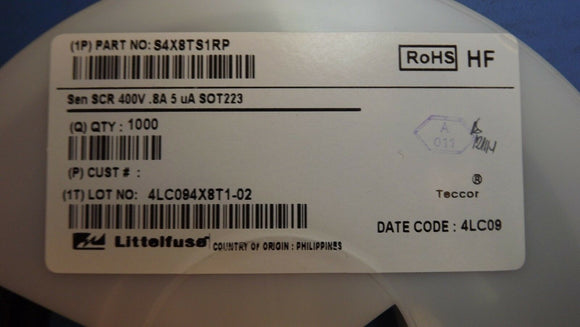 (1P) PART NO: S4X8TS1RP
RoHS HF
Sen SCR 400V .8A 5 uA SOT223
(Q) QTY : 1000
A
011
(P) CUST # :
(1T) LOT NO: 4LC094X8T1-02
®
Teccor
DATE CODE : 4LC09
Littelfuse COUNTRY OF ORIGIN : PHILIPPINES